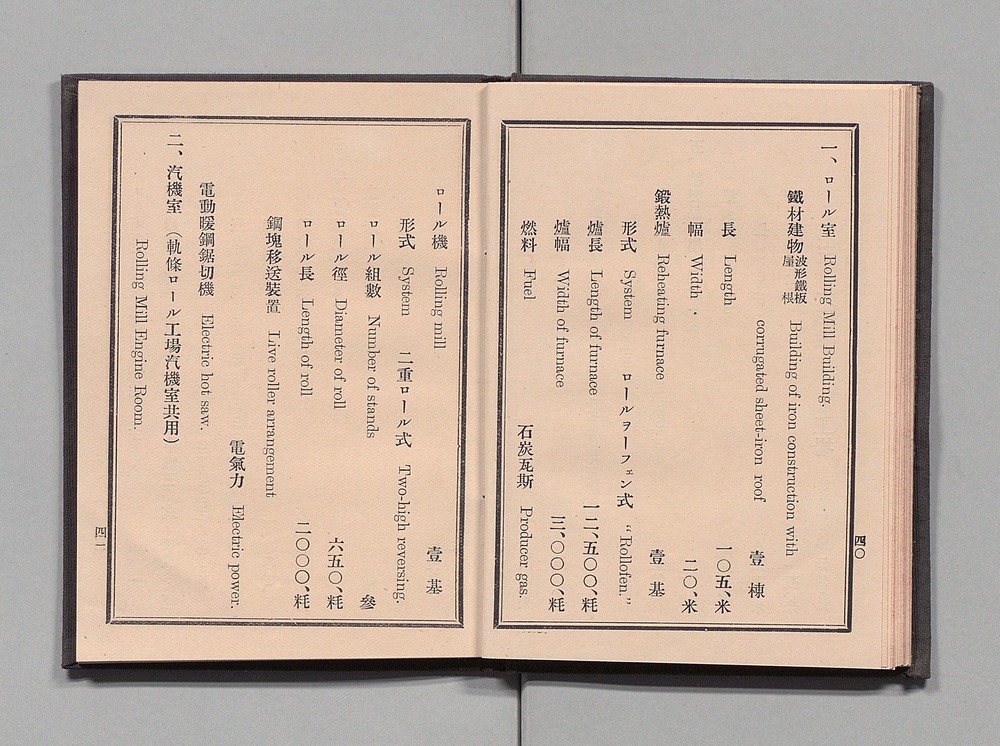 一、ロール室 Rolling Mill Building.
鐵材建物 波形鐵板屋根 Building of iron construction with
corrugated sheet-iron roof
壹棟
長 Length 一〇五、米
幅 Width. 二〇、米
鍛熱爐 Reheating furnace 壹基
形式 System ロールヲーフェン式 “Rollofen.”
爐長 Length of furnace 一二、五〇〇、粍
爐幅 Width of furnace 三、〇〇〇、粍
燃料 Fuel 石炭瓦斯 Producer gas.
四〇
ロール機 Rolling mill 壹基
形式 System 二重ロール式 Two-high reversing.
ロール組數 Number of stands 參
ロール徑 Diameter of roll 六五〇、粍
ロール長 Length of roll 二〇〇〇、粍
鋼塊移送裝置 Live roller arrangement
電氣力 Electric power.
電動暖鋼鋸切機 Electric hot saw.
二、汽機室（軌條ロール工場汽機室共用）
Rolling Mill Engine Room.
四一